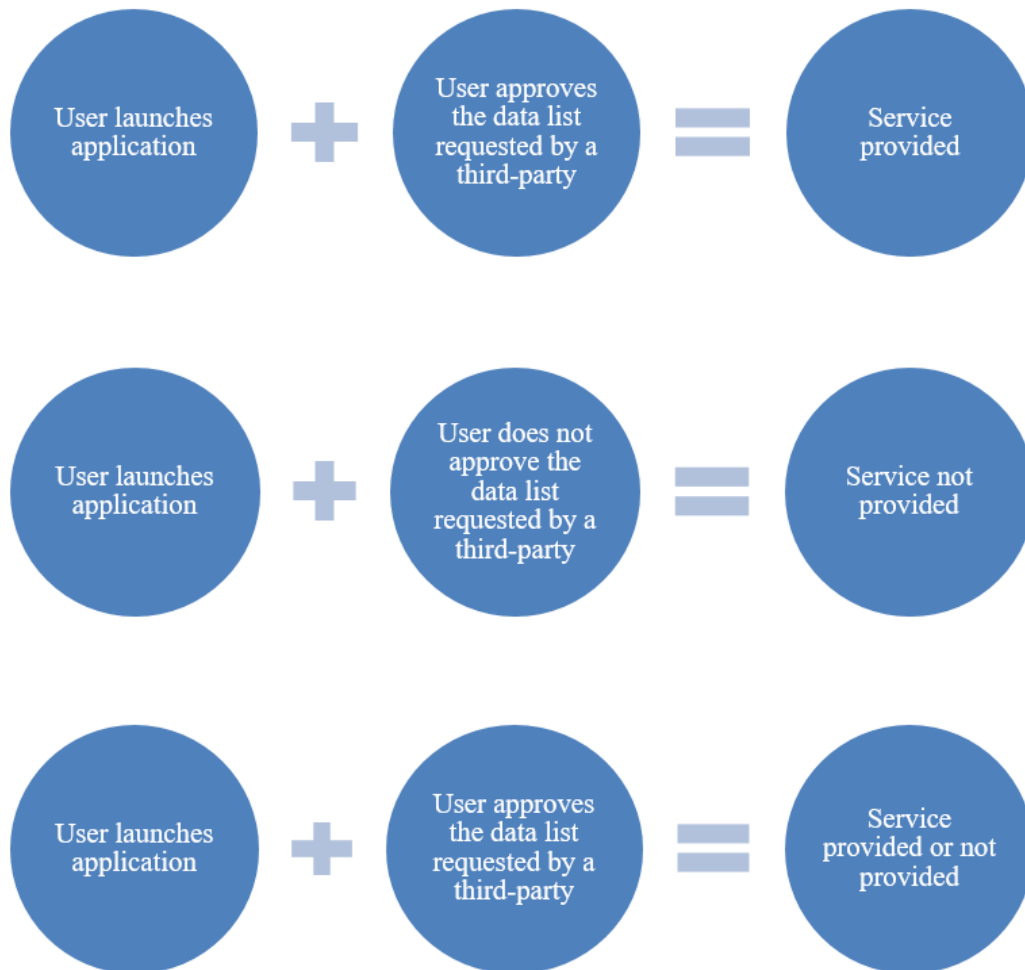 User launches
application
User approves
the data list
requested by a
third-party
Service
provided
User launches
application
User does not
approve the
data list
requested by a
third-party
Service not
provided
User launches
application
User approves
the data list
requested by a
third-party
Service
provided or not
provided